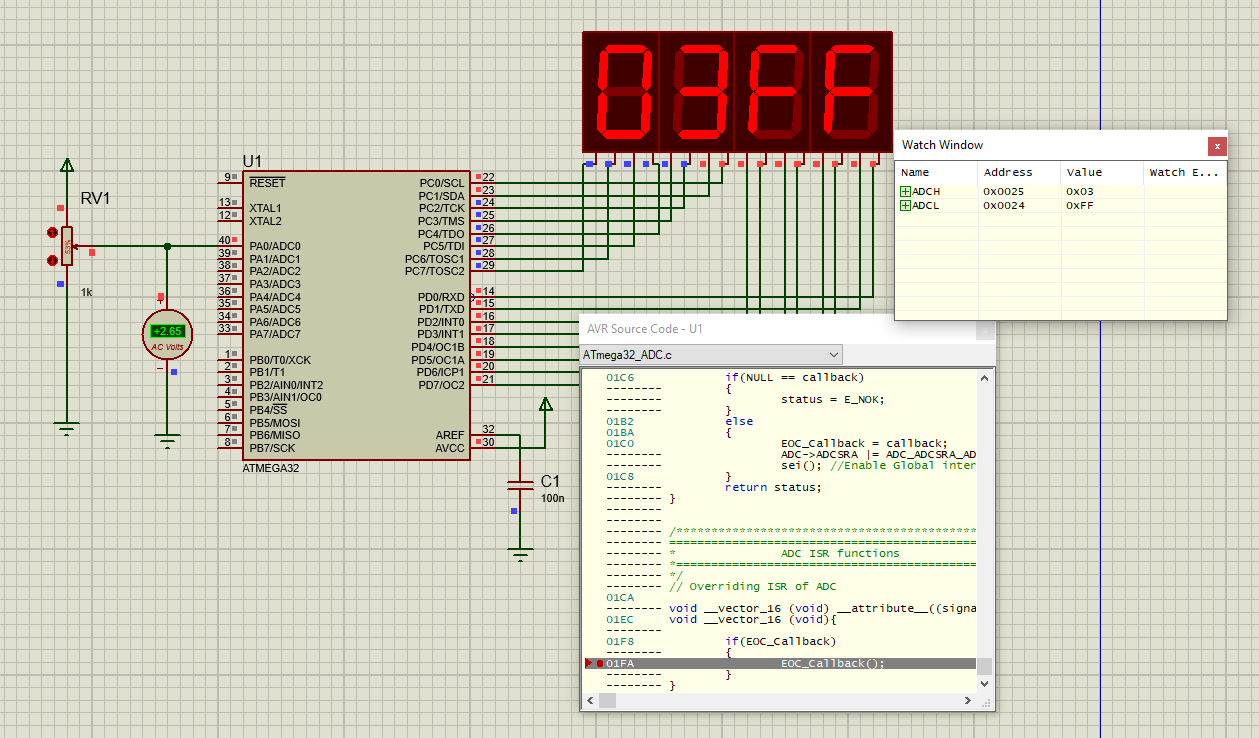 03FF
Watch Window
x
Name Address Value Watch E...
ADCH 0x0025 0x03
ADCL 0x0024 0xFF
RV1
53%
1k
+2.65
AC Volts
U1
9 RESET PC0/SCL 22
PC1/SDA 23
13 XTAL1 PC2/TCK 24
12 XTAL2 PC3/TMS 25
PC4/TDO 26
40 PA0/ADC0 PC5/TDI 27
39 PA1/ADC1 PC6/TOSC1 28
38 PA2/ADC2 PC7/TOSC2 29
37 PA3/ADC3
36 PA4/ADC4 PD0/RXD 14
35 PA5/ADC5 PD1/TXD 15
34 PA6/ADC6 PD2/INT0 16
33 PA7/ADC7 PD3/INT1 17
PD4/OC1B 18
1 PB0/T0/XCK PD5/OC1A 19
2 PB1/T1 PD6/ICP1 20
3 PB2/AIN0/INT2 PD7/OC2 21
4 PB3/AIN1/OC0
5 PB4/SS
6 PB5/MOSI
7 PB6/MISO AREF 32
8 PB7/SCK AVCC 30
ATMEGA32
C1
100n
AVR Source Code - U1
ATmega32_ADC.c
01C6 if(NULL == callback)
-------- {
-------- status = E_NOK;
-------- }
01B2 else
01BA {
01C0 EOC_Callback = callback;
-------- ADC->ADCSRA |= ADC_ADCSRA_AD
-------- sei(); //Enable Global inter
01C8 }
-------- return status;
-------- }
--------
--------
-------- /******************************************
-------- ==========================================
-------- * ADC ISR functions
-------- *=========================================
-------- */
-------- // Overriding ISR of ADC
01CA
-------- void __vector_16 (void) __attribute__((signa
01EC void __vector_16 (void){
--------
01F8 if(EOC_Callback)
-------- {
01FA EOC_Callback();
-------- }
-------- }